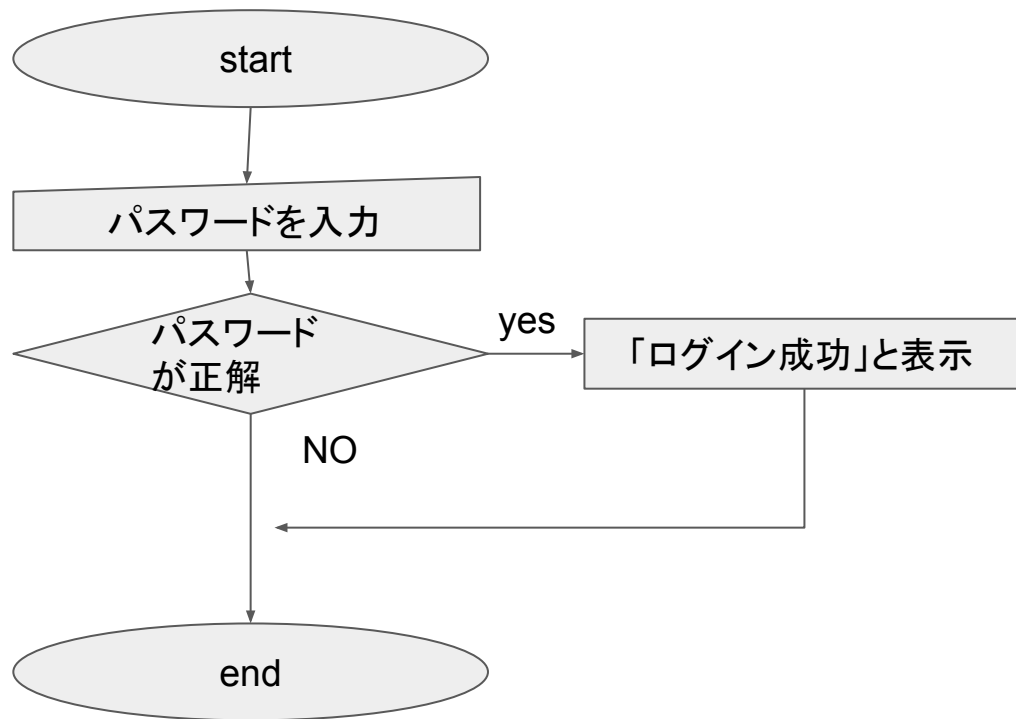 start
パスワードを入力
パスワード
が正解
yes
「ログイン成功」と表示
NO
end